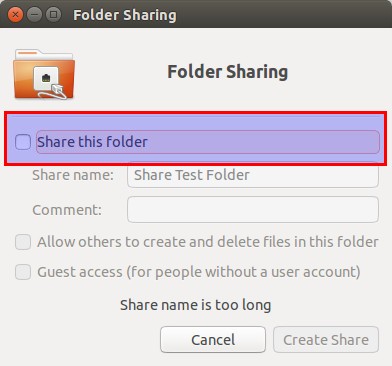 Folder Sharing
Folder Sharing
Share this folder
Share name: Share Test Folder
Comment:
Allow others to create and delete files in this folder
Guest access (for people without a user account)
Share name is too long
Cancel Create Share